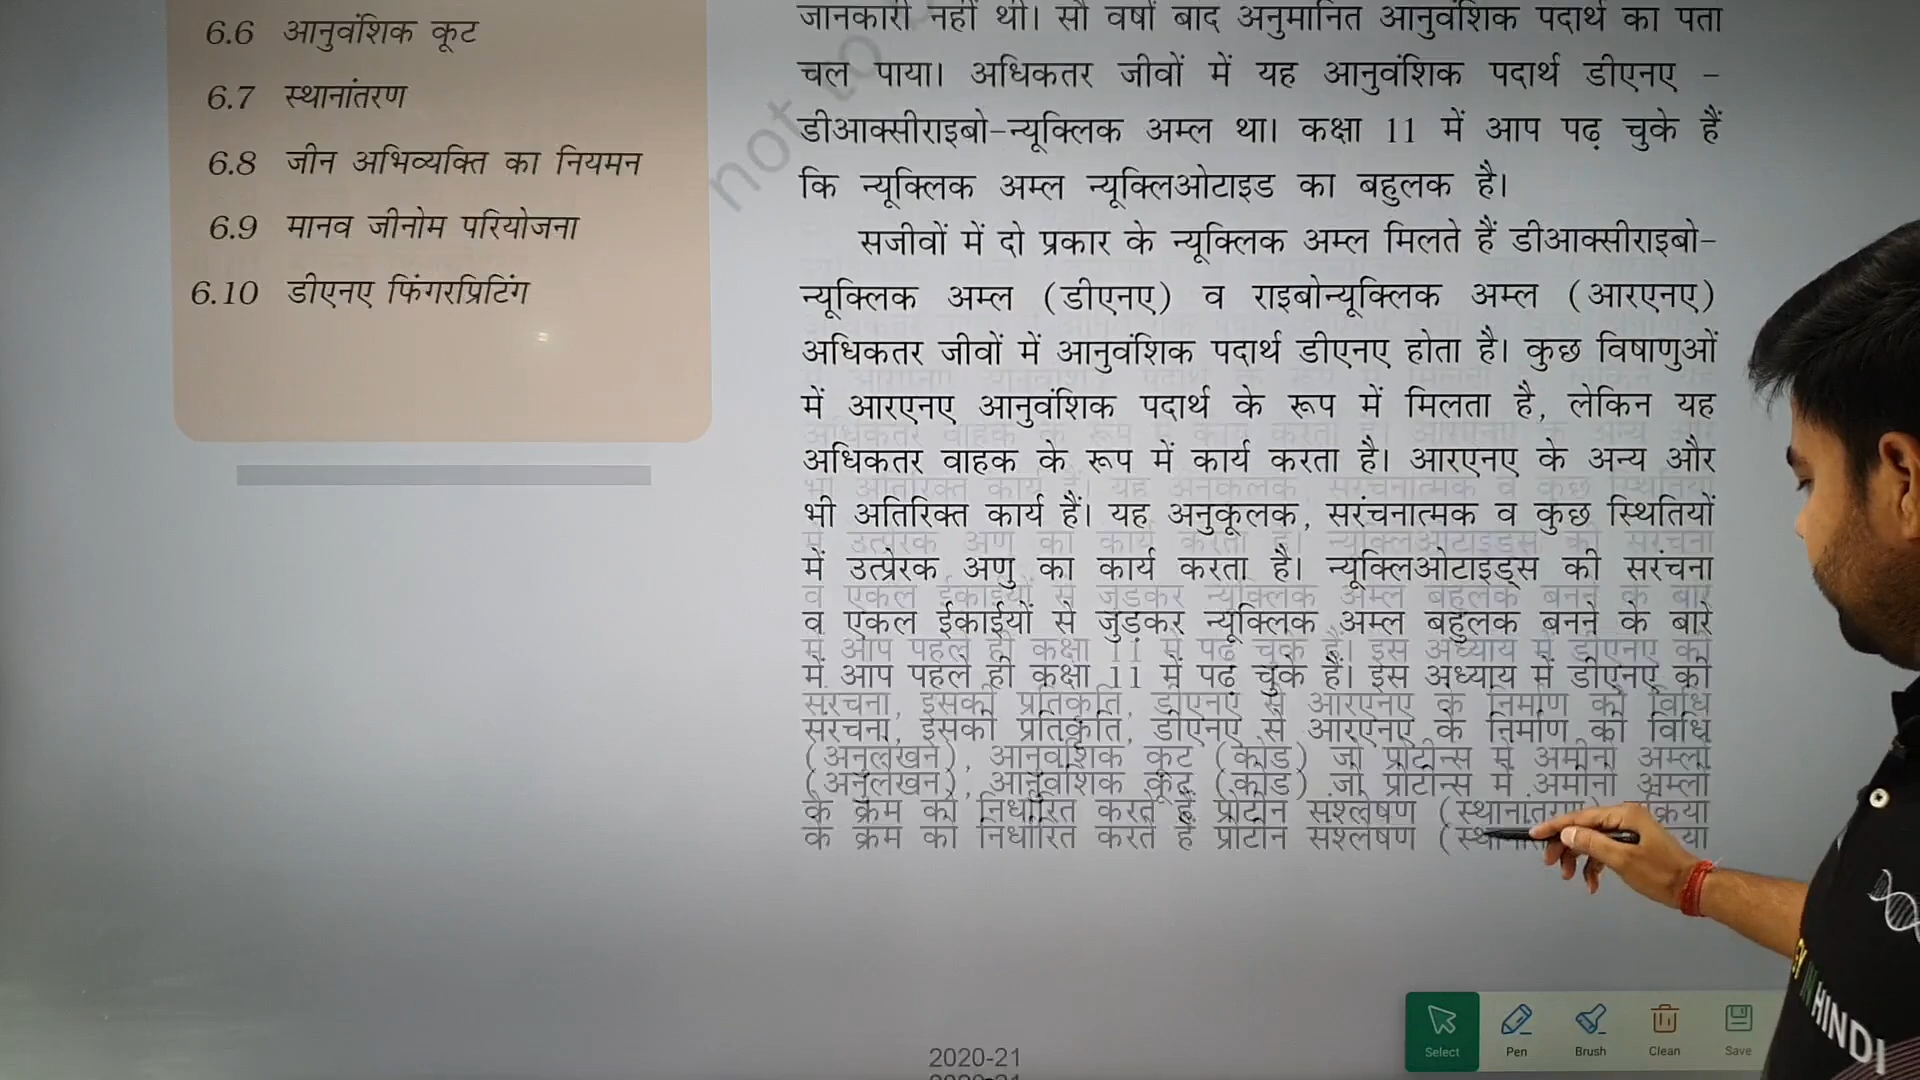 6.6 आनुवंशिक कूट
6.7 स्थानांतरण
6.8 जीन अभिव्यक्ति का नियमन
6.9 मानव जीनोम परियोजना
6.10 डीएनए फिंगरप्रिटिंग
not to
जानकारी नहीं थी। सौ वर्षों बाद अनुमानित आनुवंशिक पदार्थ का पता
चल पाया। अधिकतर जीवों में यह आनुवंशिक पदार्थ डीएनए -
डीआक्सीराइबो-न्यूक्लिक अम्ल था। कक्षा 11 में आप पढ़ चुके हैं
कि न्यूक्लिक अम्ल न्यूक्लिओटाइड का बहुलक है।
सजीवों में दो प्रकार के न्यूक्लिक अम्ल मिलते हैं डीआक्सीराइबो-
न्यूक्लिक अम्ल (डीएनए) व राइबोन्यूक्लिक अम्ल (आरएनए)
अधिकतर जीवों में आनुवंशिक पदार्थ डीएनए होता है। कुछ विषाणुओं
में आरएनए आनुवंशिक पदार्थ के रूप में मिलता है, लेकिन यह
अधिकतर वाहक के रूप में कार्य करता है। आरएनए के अन्य और
भी अतिरिक्त कार्य हैं। यह अनुकूलक, सरंचनात्मक व कुछ स्थितियों
में उत्प्रेरक अणु का कार्य करता है। न्यूक्लिओटाइड्स की सरंचना
व एकल ईकाईयों से जुड़कर न्यूक्लिक अम्ल बहुलक बनने के बारे
में आप पहले ही कक्षा 11 में पढ़ चुके हैं। इस अध्याय में डीएनए की
सरंचना, इसकी प्रतिकृति, डीएनए से आरएनए के निर्माण की विधि
(अनुलेखन), आनुवंशिक कूट (कोड) जो प्रोटीन्स में अमीनो अम्लों
के क्रम को निर्धारित करते हैं प्रोटीन संश्लेषण
2020-21
Select Pen Brush Clean Save
IN HINDI